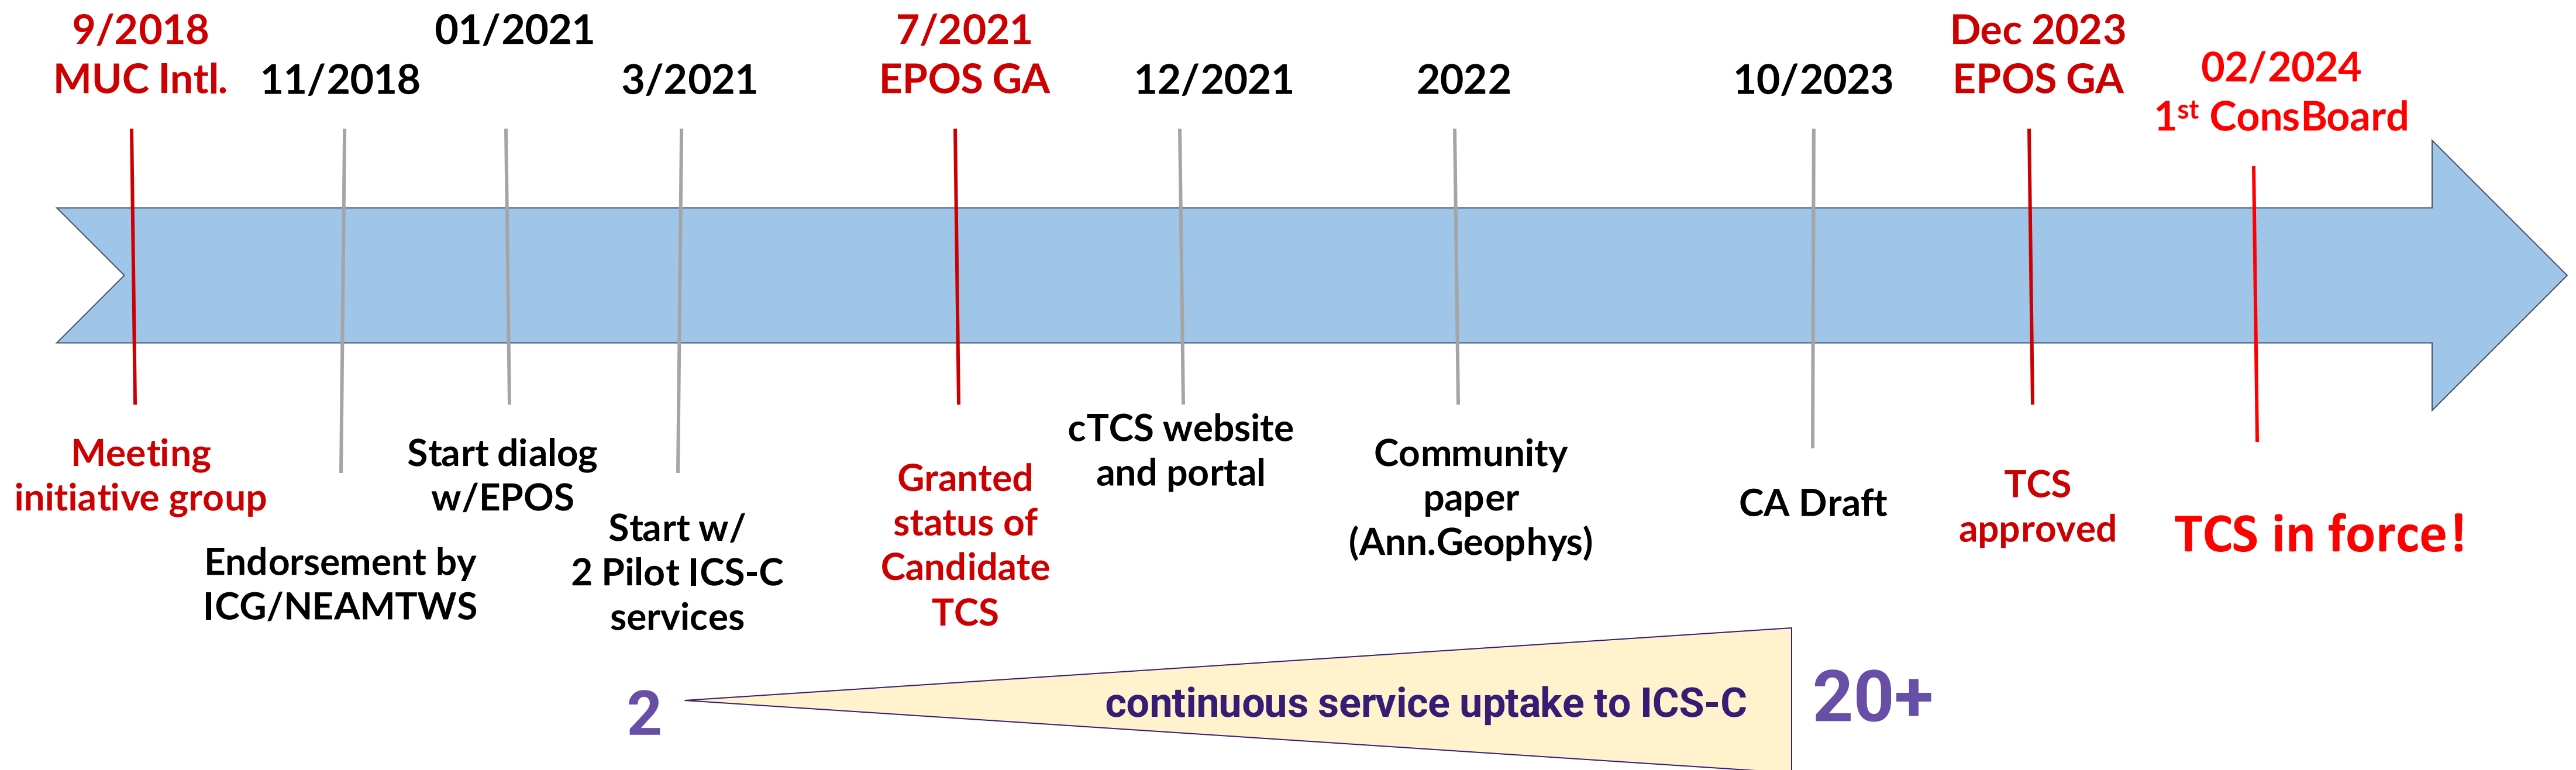 9/2018
MUC Intl.
11/2018
01/2021
3/2021
7/2021
EPOS GA
12/2021
2022
10/2023
Dec 2023
EPOS GA
02/2024
1st ConsBoard
Meeting
initiative group
Endorsement by
ICG/NEAMTWS
Start dialog
w/EPOS
Start w/
2 Pilot ICS-C
services
Granted
status of
Candidate
TCS
cTCS website
and portal
Community
paper
(Ann.Geophys)
CA Draft
TCS
approved
TCS in force!
2
continuous service uptake to ICS-C
20+